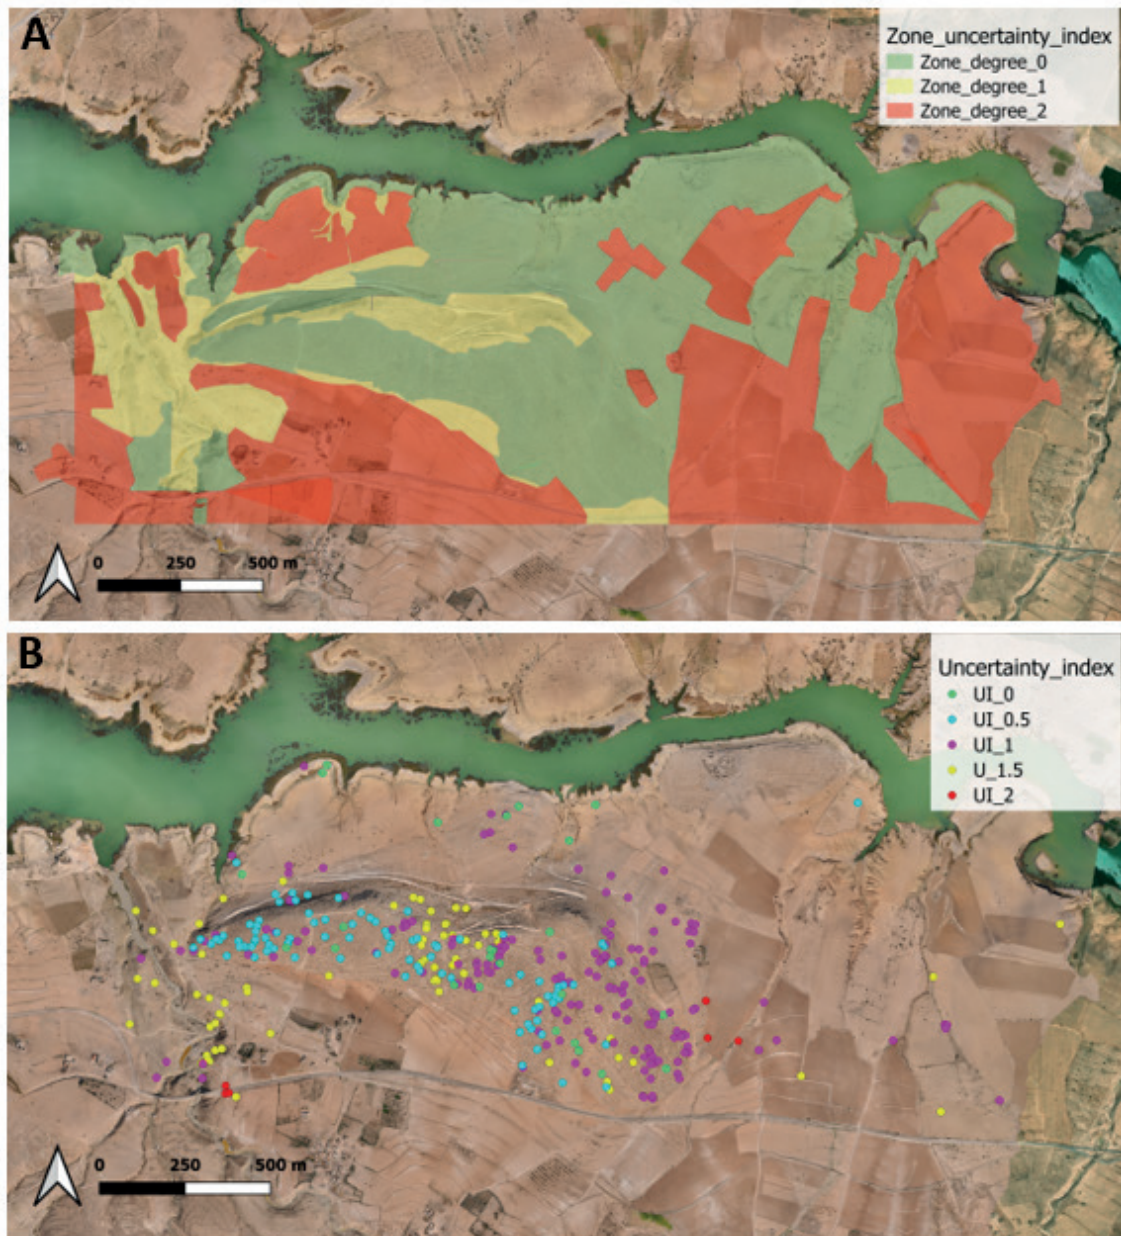 A
Zone_uncertainty_index
Zone_degree_0
Zone_degree_1
Zone_degree_2
0 250 500 m
B
Uncertainty_index
UI_0
UI_0.5
UI_1
U_1.5
UI_2
0 250 500 m